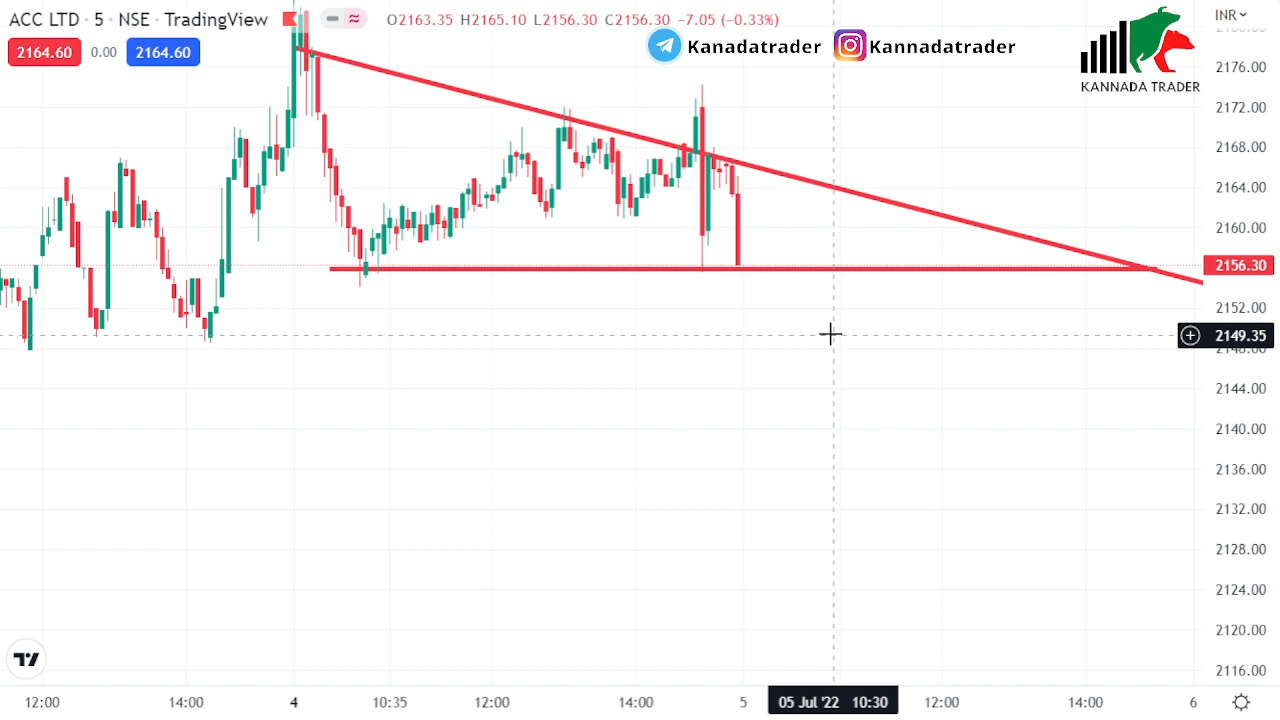 ACC LTD · 5 · NSE · TradingView
O2163.35 H2165.10 L2156.30 C2156.30 −7.05 (−0.33%)
INR
2164.60 0.00 2164.60
Kanadatrader
Kannadatrader
KANNADA TRADER
2180.00
2176.00
2172.00
2168.00
2164.00
2160.00
2156.30
2152.00
2149.35
2148.00
2144.00
2140.00
2136.00
2132.00
2128.00
2124.00
2120.00
2116.00
12:00 14:00 4 10:35 12:00 14:00 5 05 Jul '22 10:30 12:00 14:00 6